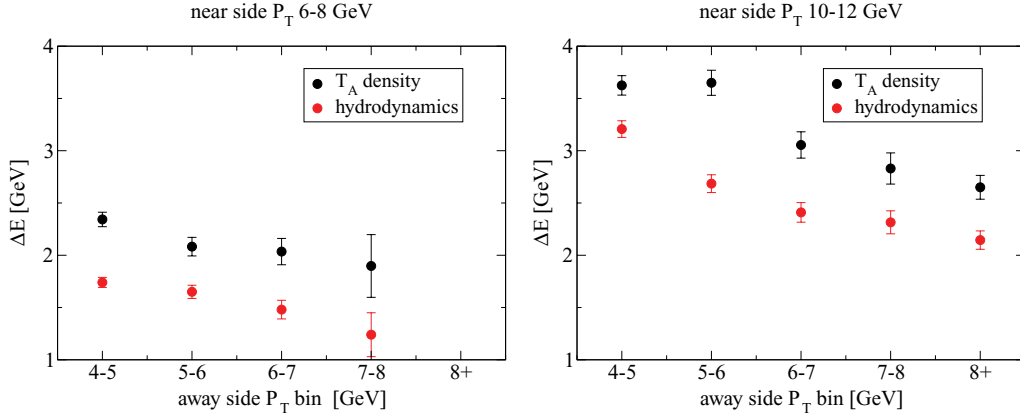 near side P_T 6-8 GeV
4
3
2
1
ΔE [GeV]
T_A density
hydrodynamics
4-5 5-6 6-7 7-8 8+
away side P_T bin [GeV]
near side P_T 10-12 GeV
4
3
2
1
ΔE [GeV]
T_A density
hydrodynamics
4-5 5-6 6-7 7-8 8+
away side P_T bin [GeV]